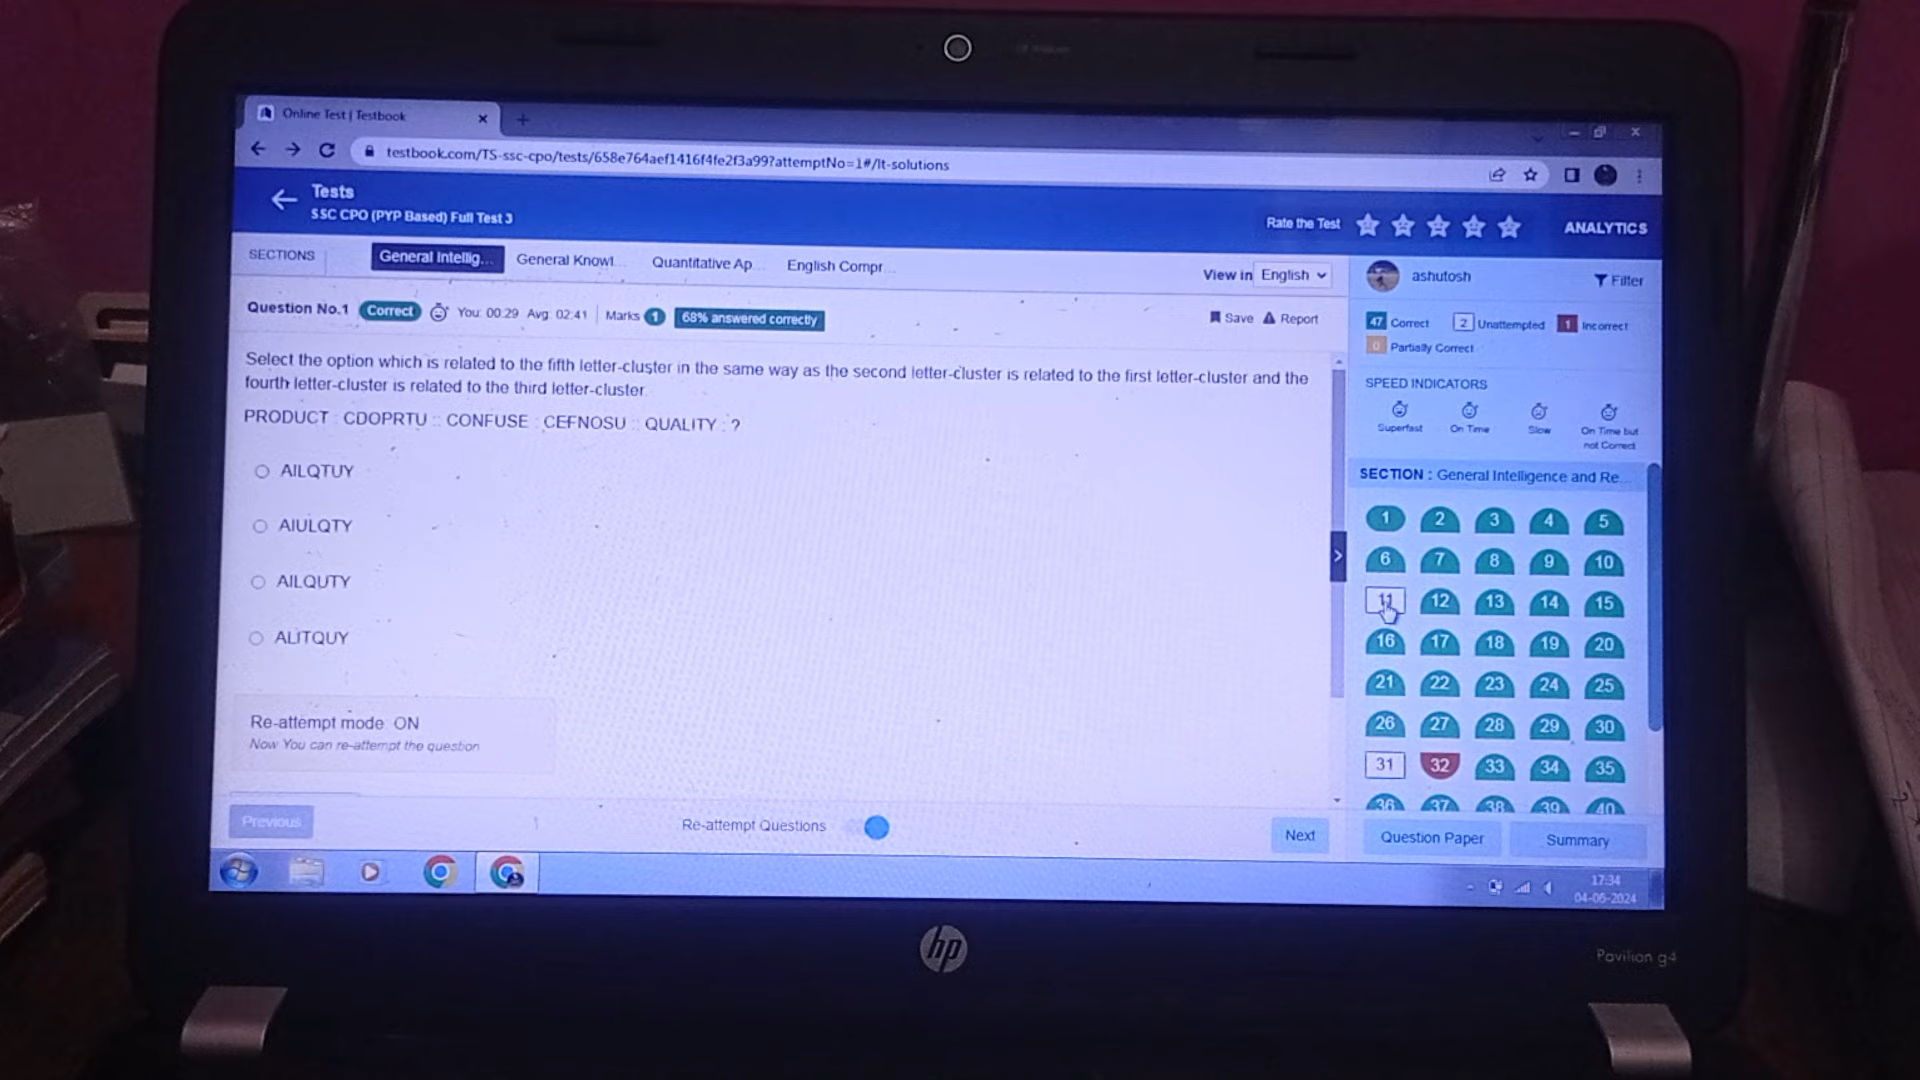 Online Test | Testbook
testbook.com/TS-ssc-cpo/tests/658e764aef1416f4fe2f3a99?attemptNo=1#/lt-solutions
Tests
SSC CPO (PYP Based) Full Test 3
Rate the Test
ANALYTICS
SECTIONS
General Intellig...
General Knowl...
Quantitative Ap...
English Compr...
View in English
ashutosh
Filter
Question No.1 Correct You: 00:29 Avg: 02:41 Marks 1 68% answered correctly
Save Report
47 Correct 2 Unattempted 1 Incorrect
0 Partially Correct
Select the option which is related to the fifth letter-cluster in the same way as the second letter-cluster is related to the first letter-cluster and the
fourth letter-cluster is related to the third letter-cluster.
PRODUCT : CDOPRTU :: CONFUSE : CEFNOSU :: QUALITY : ?
AILQTUY
AIULQTY
AILQUTY
ALITQUY
SPEED INDICATORS
Superfast On Time Slow On Time but
not Correct
SECTION : General Intelligence and Re...
1 2 3 4 5
6 7 8 9 10
11 12 13 14 15
16 17 18 19 20
21 22 23 24 25
26 27 28 29 30
31 32 33 34 35
36 37 38 39 40
Re-attempt mode ON
Now You can re-attempt the question
Previous
1
Re-attempt Questions
Next
Question Paper
Summary
17:34
04-06-2024
hp
Pavilion g4